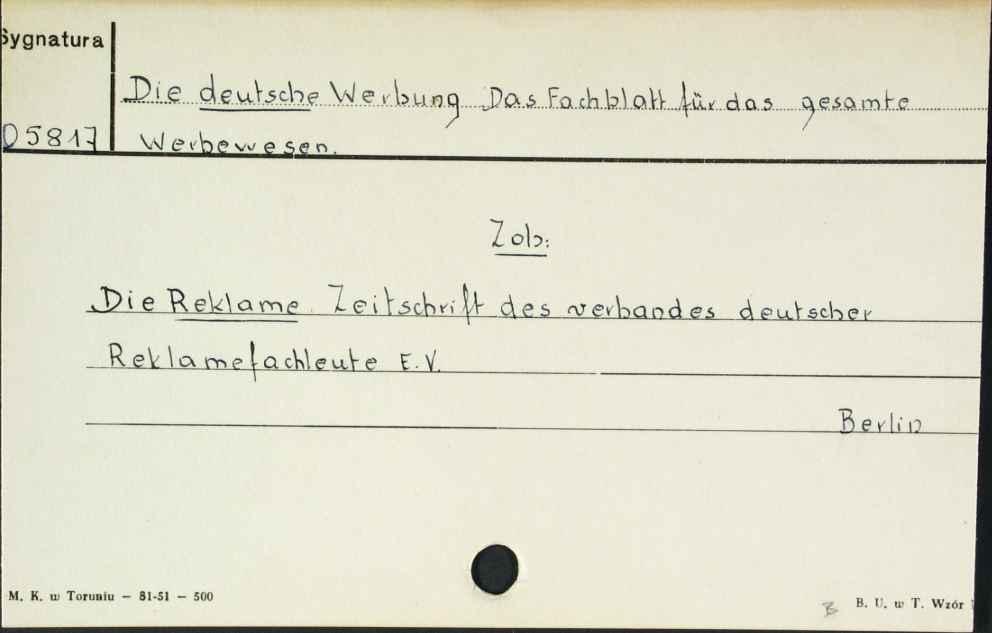 Sygnatura
Die deutsche Werbung Das Fachblatt für das gesamte
05817 Werbewesen.
Zob:
Die Reklame. Zeitschrift des verbandes deutscher
Reklamefachleute E.V.
Berlin
M. K. w Toruniu — 81-51 — 500
B. U. w T. Wzór